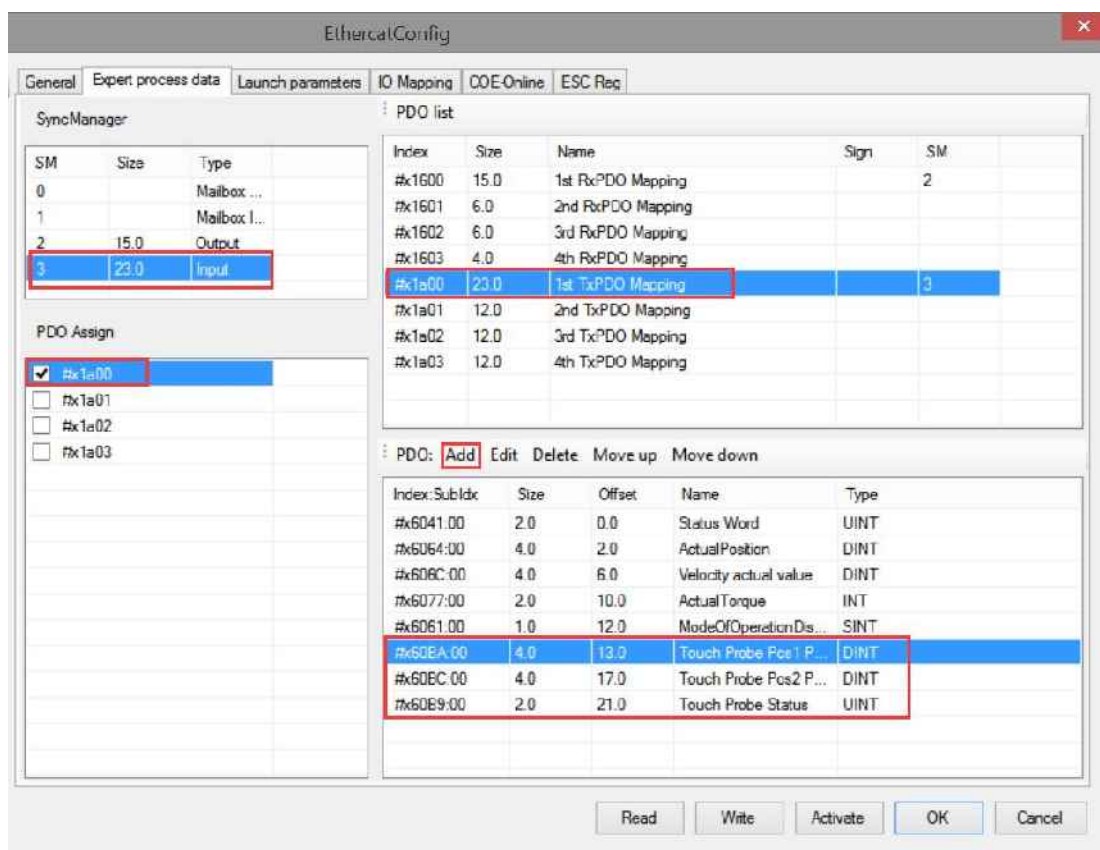 EthercatConfig
General Expert process data Launch parameters IO Mapping COE-Online ESC Reg
SyncManager
SM Size Type
0 Mailbox ...
1 Mailbox I...
2 15.0 Output
3 23.0 Input
PDO Assign
#x1a00
#x1a01
#x1a02
#x1a03
PDO list
Index Size Name Sign SM
#x1600 15.0 1st RxPDO Mapping 2
#x1601 6.0 2nd RxPDO Mapping
#x1602 6.0 3rd RxPDO Mapping
#x1603 4.0 4th RxPDO Mapping
#x1a00 23.0 1st TxPDO Mapping 3
#x1a01 12.0 2nd TxPDO Mapping
#x1a02 12.0 3rd TxPDO Mapping
#x1a03 12.0 4th TxPDO Mapping
PDO: Add Edit Delete Move up Move down
Index:SubIdx Size Offset Name Type
#x6041:00 2.0 0.0 Status Word UINT
#x6064:00 4.0 2.0 ActualPosition DINT
#x606C:00 4.0 6.0 Velocity actual value DINT
#x6077:00 2.0 10.0 ActualTorque INT
#x6061:00 1.0 12.0 ModeOfOperationDis... SINT
#x60BA:00 4.0 13.0 Touch Probe Pos1 P... DINT
#x60BC:00 4.0 17.0 Touch Probe Pos2 P... DINT
#x60B9:00 2.0 21.0 Touch Probe Status UINT
Read Write Activate OK Cancel